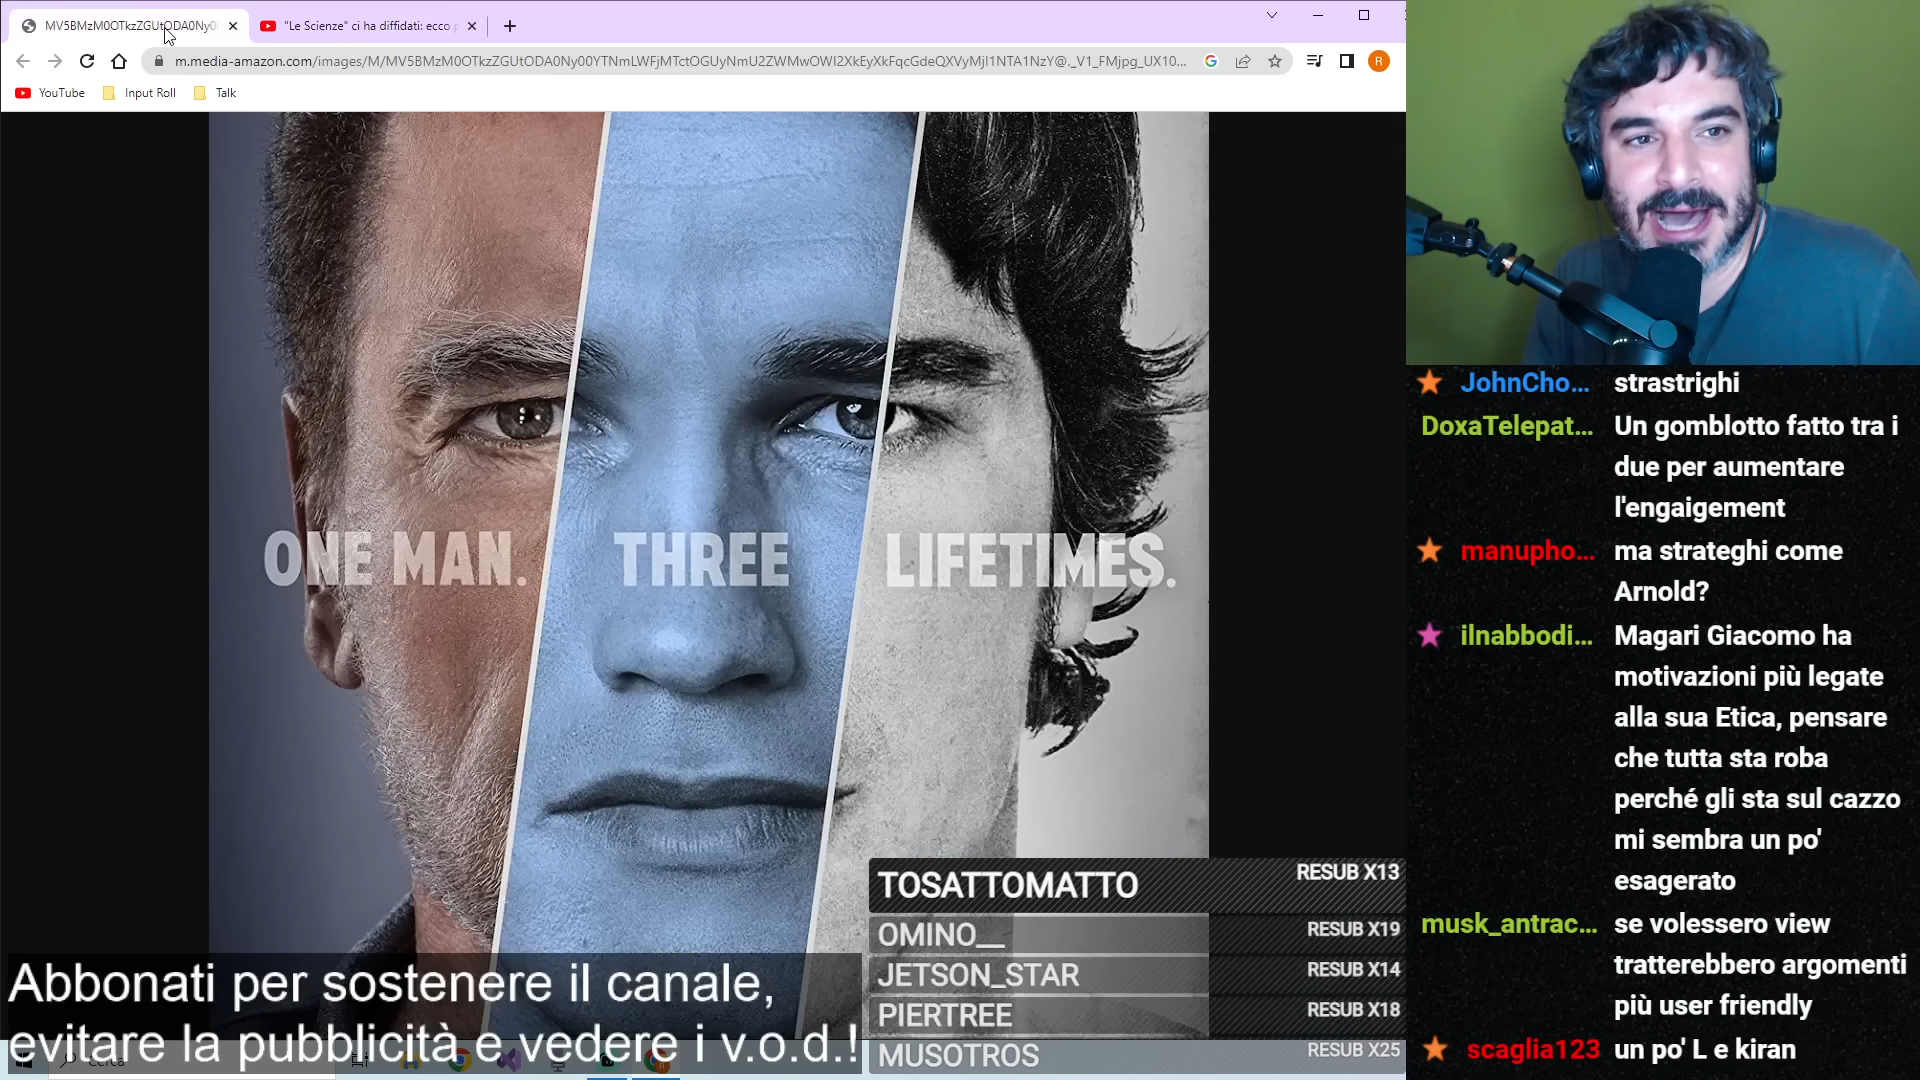 MV5BMzM0OTkzZGUtODA0Ny0
"Le Scienze" ci ha diffidati: ecco p
m.media-amazon.com/images/M/MV5BMzM0OTkzZGUtODA0Ny00YTNmLWFjMTctOGUyNmU2ZWMwOWI2XkEyXkFqcGdeQXVyMjI1NTA1NzY@._V1_FMjpg_UX10...
R
YouTube
Input Roll
Talk
ONE MAN. THREE LIFETIMES.
TOSATTOMATTO RESUB X13
OMINO__ RESUB X19
JETSON_STAR RESUB X14
PIERTREE RESUB X18
MUSOTROS RESUB X25
Abbonati per sostenere il canale,
evitare la pubblicità e vedere i v.o.d.!
Cerca
JohnCho... strastrighi
DoxaTelepat... Un gomblotto fatto tra i
due per aumentare
l'engaigement
manupho... ma strateghi come
Arnold?
ilnabbodi... Magari Giacomo ha
motivazioni più legate
alla sua Etica, pensare
che tutta sta roba
perché gli sta sul cazzo
mi sembra un po'
esagerato
musk_antrac... se volessero view
tratterebbero argomenti
più user friendly
scaglia123 un po' L e kiran